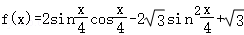 f(x)=2sin x/4 cos x/4 −2√3 sin² x/4 +√3